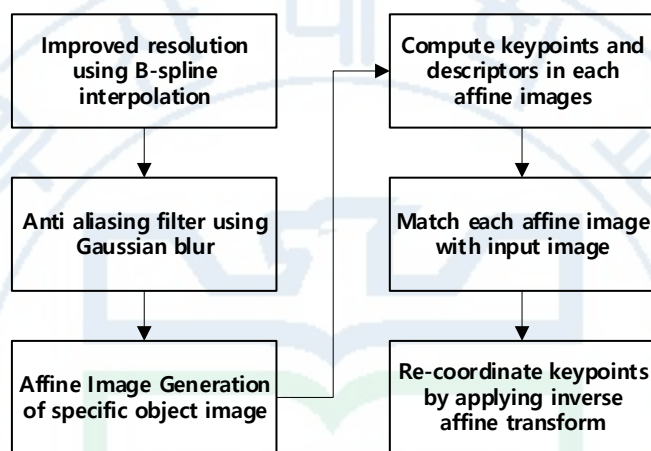 Improved resolution
using B-spline
interpolation
Anti aliasing filter using
Gaussian blur
Affine Image Generation
of specific object image
Compute keypoints and
descriptors in each
affine images
Match each affine image
with input image
Re-coordinate keypoints
by applying inverse
affine transform